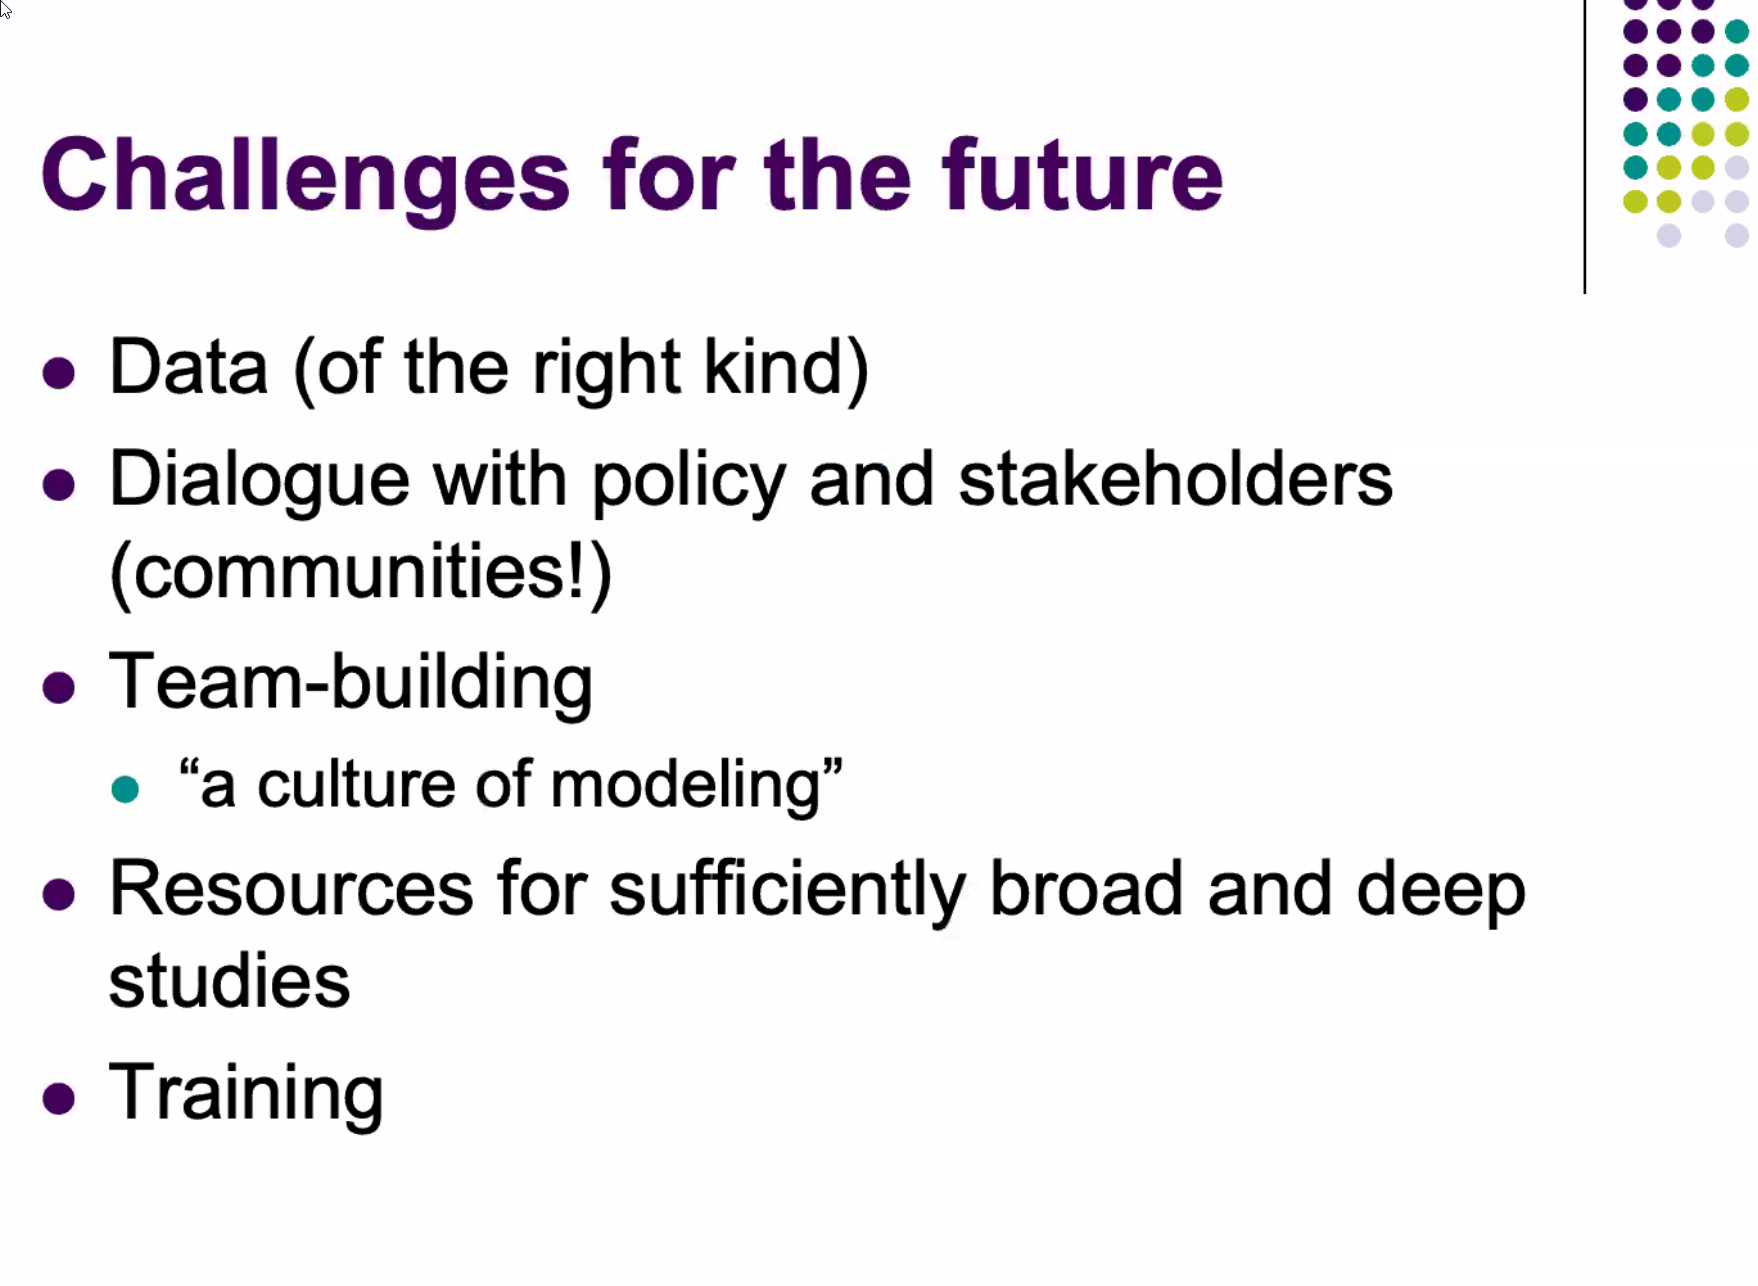 Challenges for the future
Data (of the right kind)
Dialogue with policy and stakeholders
(communities!)
Team-building
“a culture of modeling”
Resources for sufficiently broad and deep
studies
Training